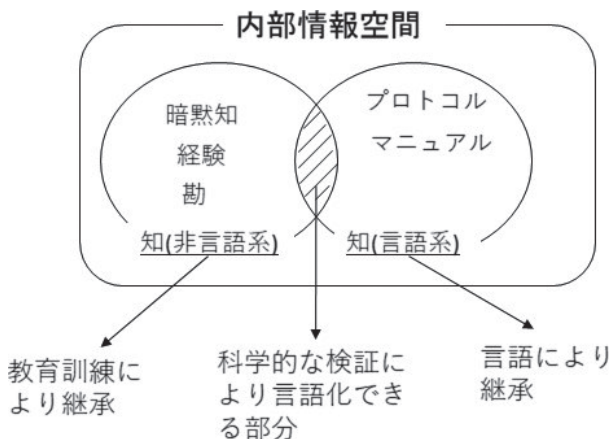 内部情報空間
暗黙知
経験
勘
知(非言語系)
プロトコル
マニュアル
知(言語系)
教育訓練に
より継承
科学的な検証に
より言語化でき
る部分
言語により
継承